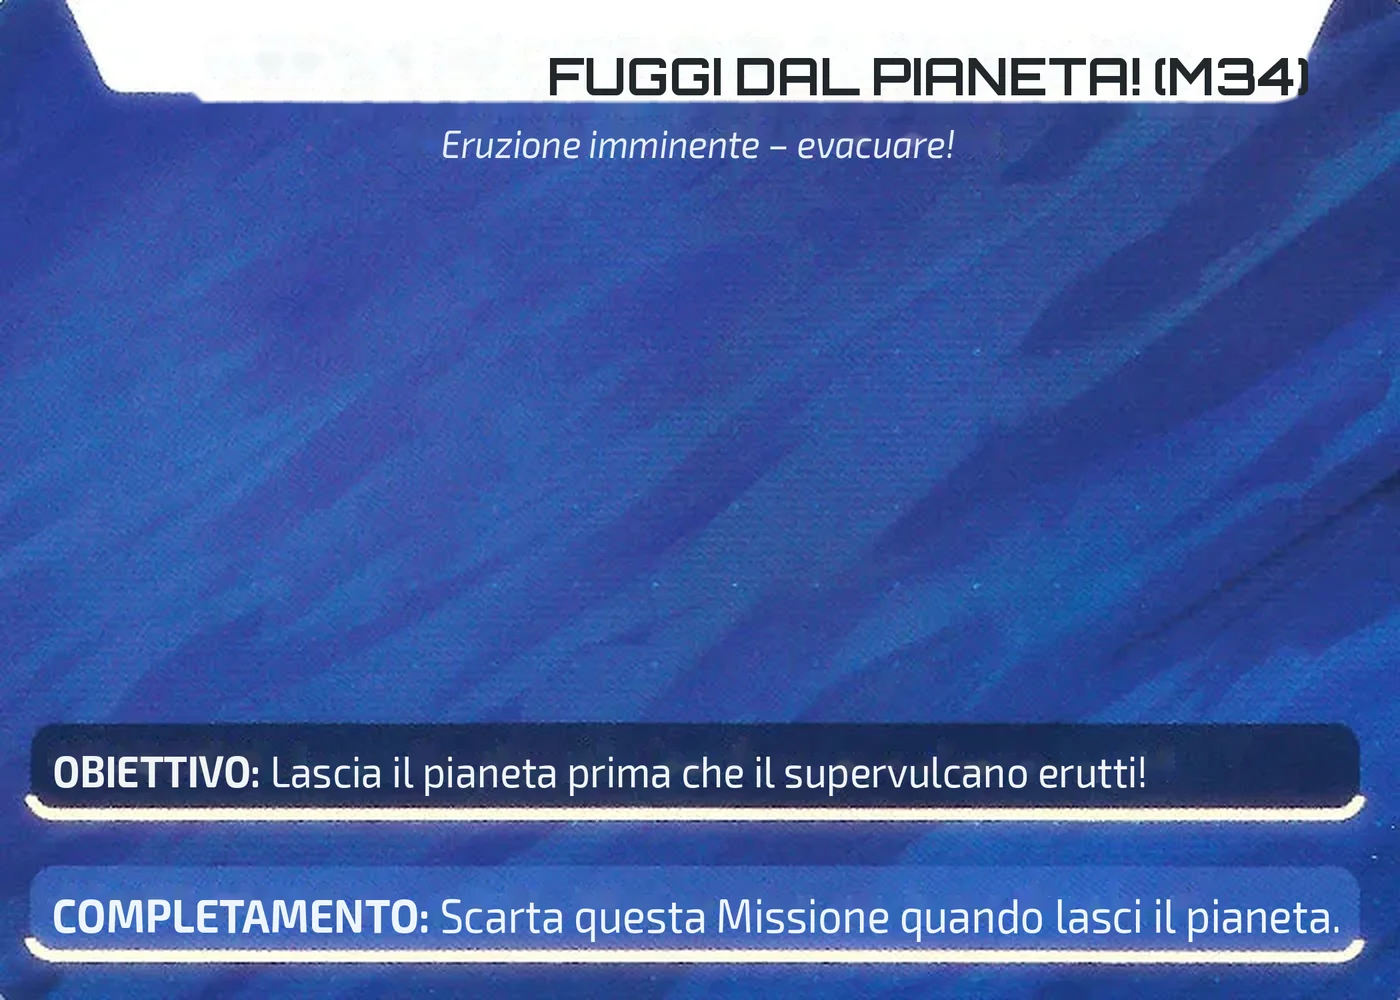 FUGGI DAL PIANETA! (M34)
Eruzione imminente – evacuare!
OBIETTIVO: Lascia il pianeta prima che il supervulcano erutti!
COMPLETAMENTO: Scarta questa Missione quando lasci il pianeta.